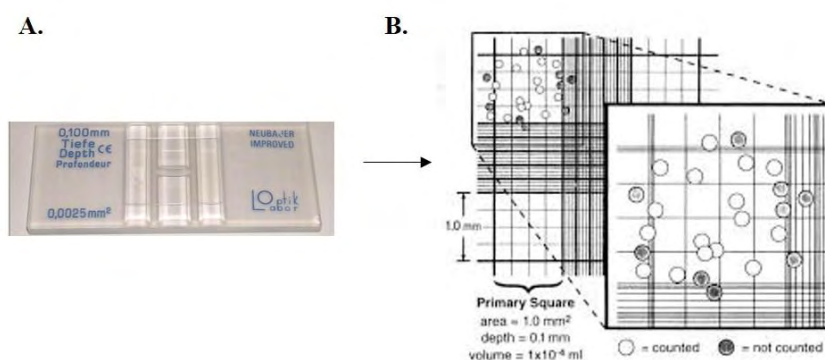 A.
B.
0,100mm
Tiefe
Depth CE
Profondeur
0,0025mm²
NEUBAUER
IMPROVED
Optik
Labor
1.0 mm
Primary Square
area = 1.0 mm²
depth = 0.1 mm
volume = 1x10⁻⁴ ml
= counted
= not counted